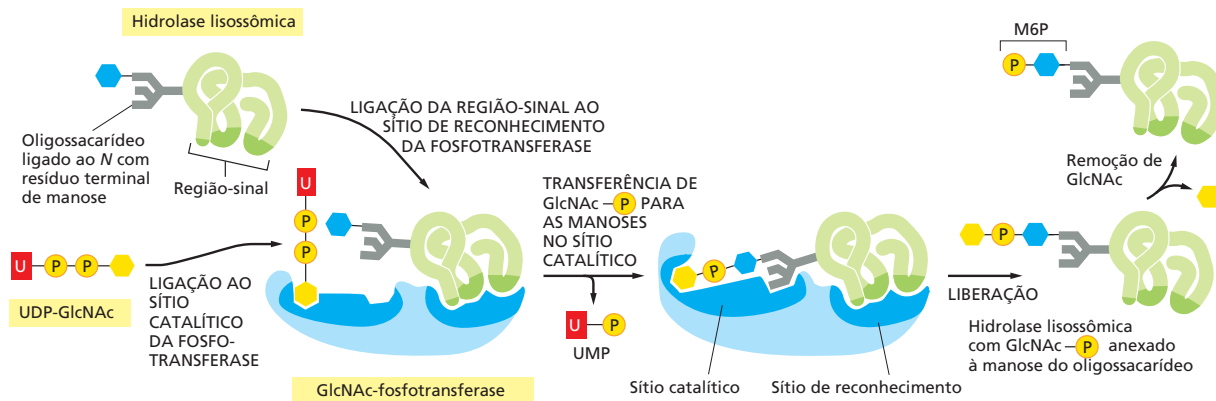 Hidrolase lisossômica
Oligossacarídeo
ligado ao N com
resíduo terminal
de manose
Região-sinal
LIGAÇÃO DA REGIÃO-SINAL AO
SÍTIO DE RECONHECIMENTO
DA FOSFOTRANSFERASE
U P P
UDP-GlcNAc
LIGAÇÃO AO
SÍTIO
CATALÍTICO
DA FOSFO-
TRANSFERASE
U
P
P
GlcNAc-fosfotransferase
TRANSFERÊNCIA DE
GlcNAc – P PARA
AS MANOSES
NO SÍTIO
CATALÍTICO
U P
UMP
P
Sítio catalítico
Sítio de reconhecimento
LIBERAÇÃO
M6P
P
Remoção de
GlcNAc
P
Hidrolase lisossômica
com GlcNAc – P anexado
à manose do oligossacarídeo